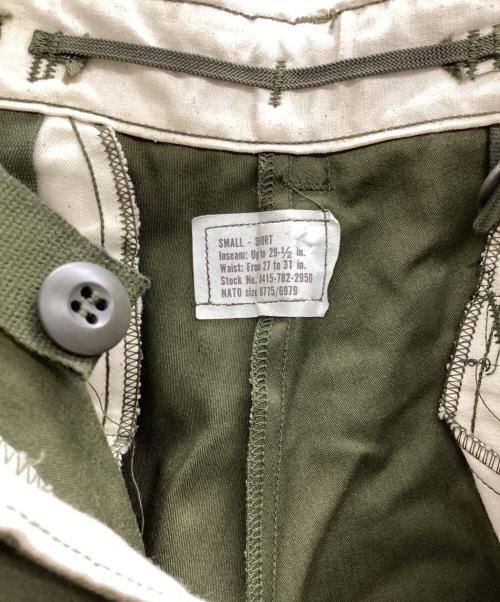 SMALL - SHORT
Inseam: Up to 29-½ in.
Waist: From 27 to 31 in.
Stock No. 8415-782-2950
NATO size 6775/6979